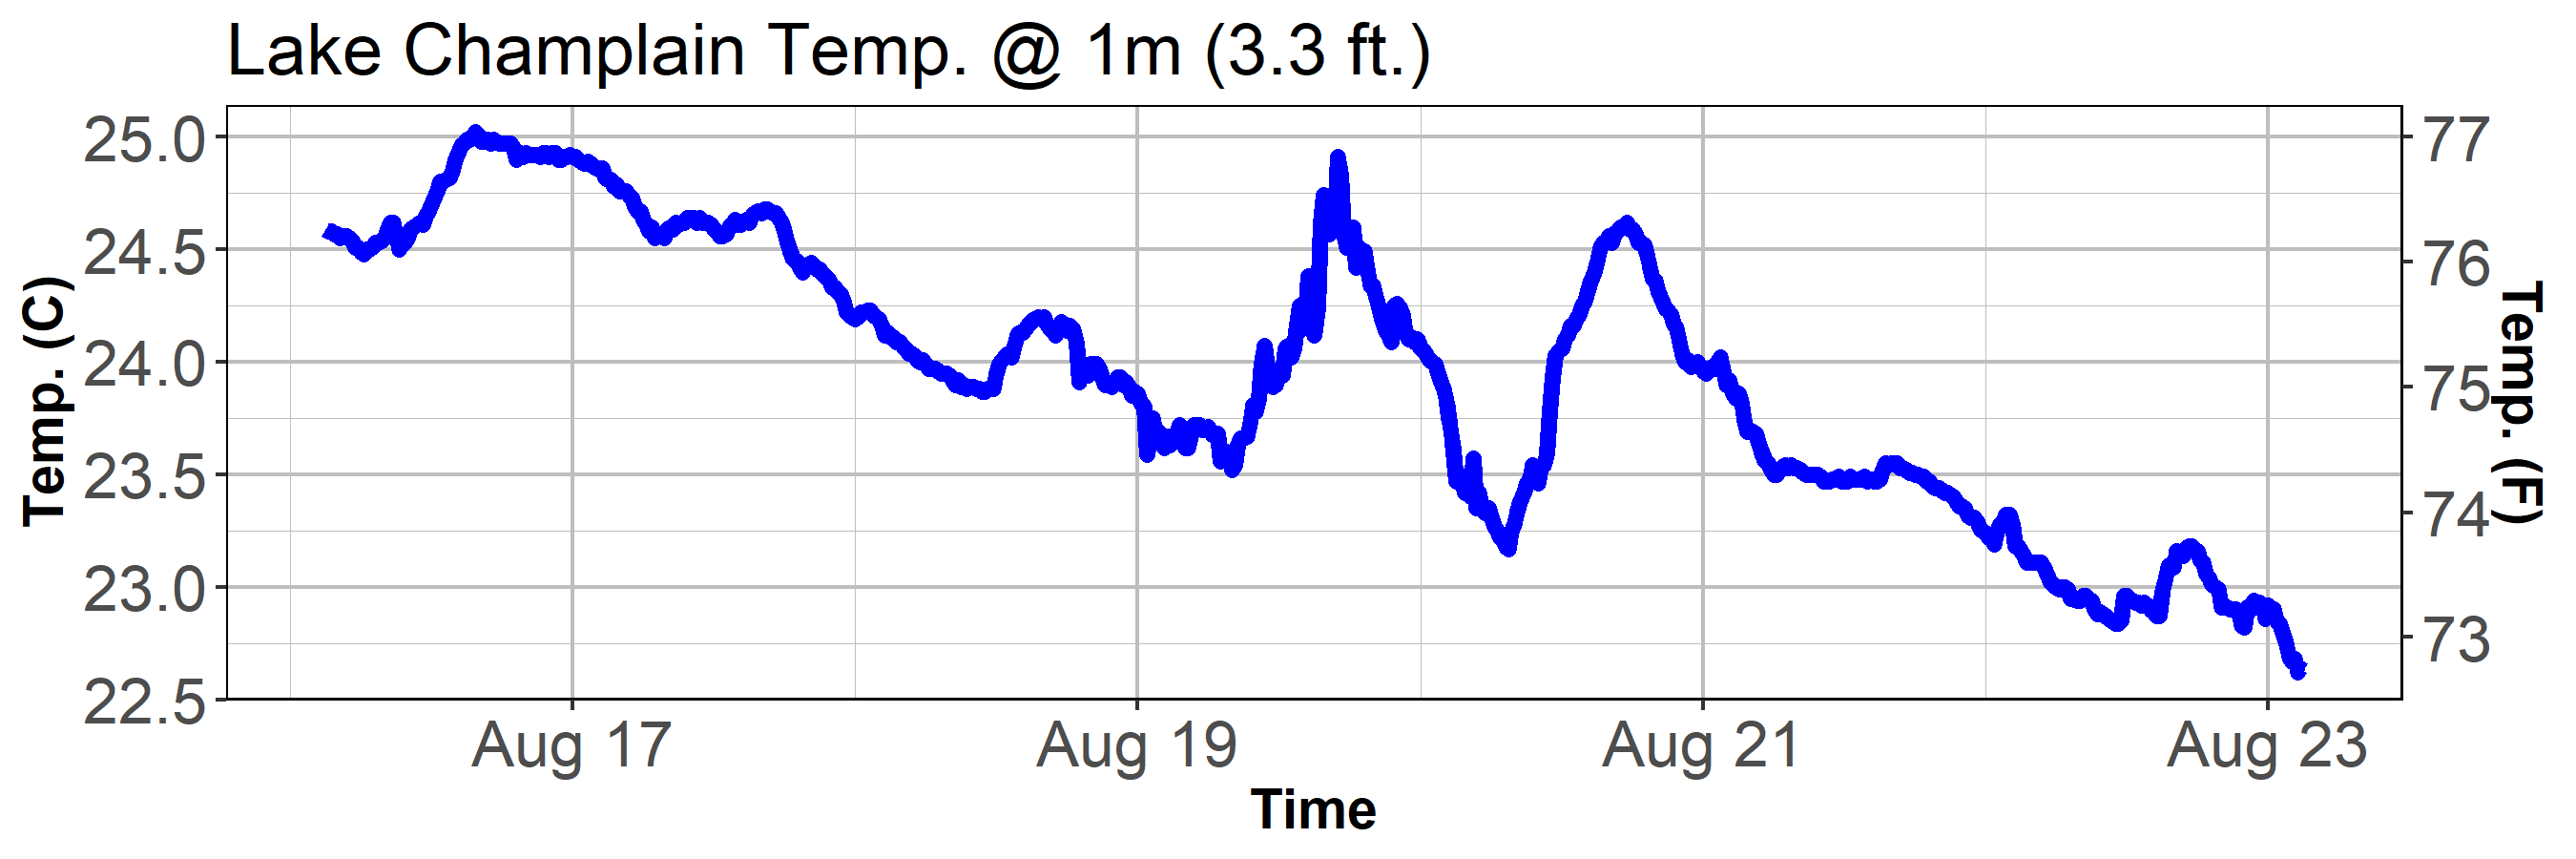 Lake Champlain Temp. @ 1m (3.3 ft.)
Temp. (C)
25.0
24.5
24.0
23.5
23.0
22.5
77
76
75
74
73
Temp. (F)
Aug 17 Aug 19 Aug 21 Aug 23
Time